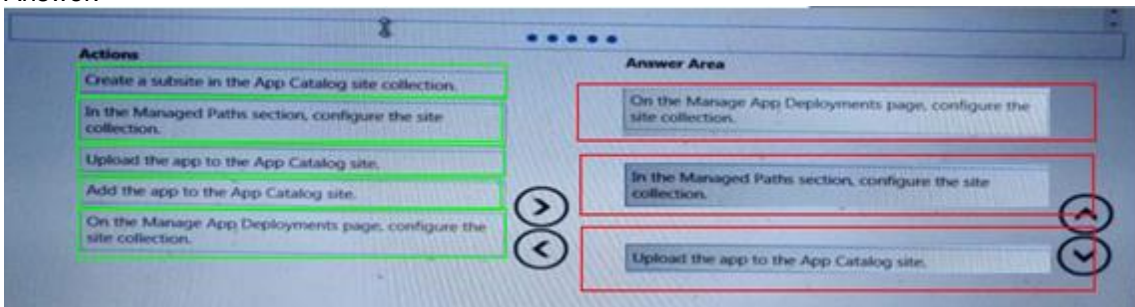 Actions
Create a subsite in the App Catalog site collection.
In the Managed Paths section, configure the site
collection.
Upload the app to the App Catalog site.
Add the app to the App Catalog site.
On the Manage App Deployments page, configure the
site collection.
Answer Area
On the Manage App Deployments page, configure the
site collection.
In the Managed Paths section, configure the site
collection.
Upload the app to the App Catalog site.